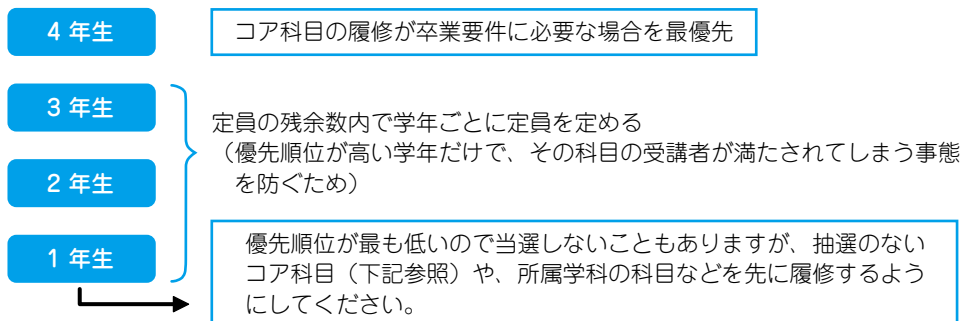 4 年生
コア科目の履修が卒業要件に必要な場合を最優先
3 年生
定員の残余数内で学年ごとに定員を定める
（優先順位が高い学年だけで、その科目の受講者が満たされてしまう事態
を防ぐため）
2 年生
1 年生
優先順位が最も低いので当選しないこともありますが、抽選のない
コア科目（下記参照）や、所属学科の科目などを先に履修するよう
にしてください。